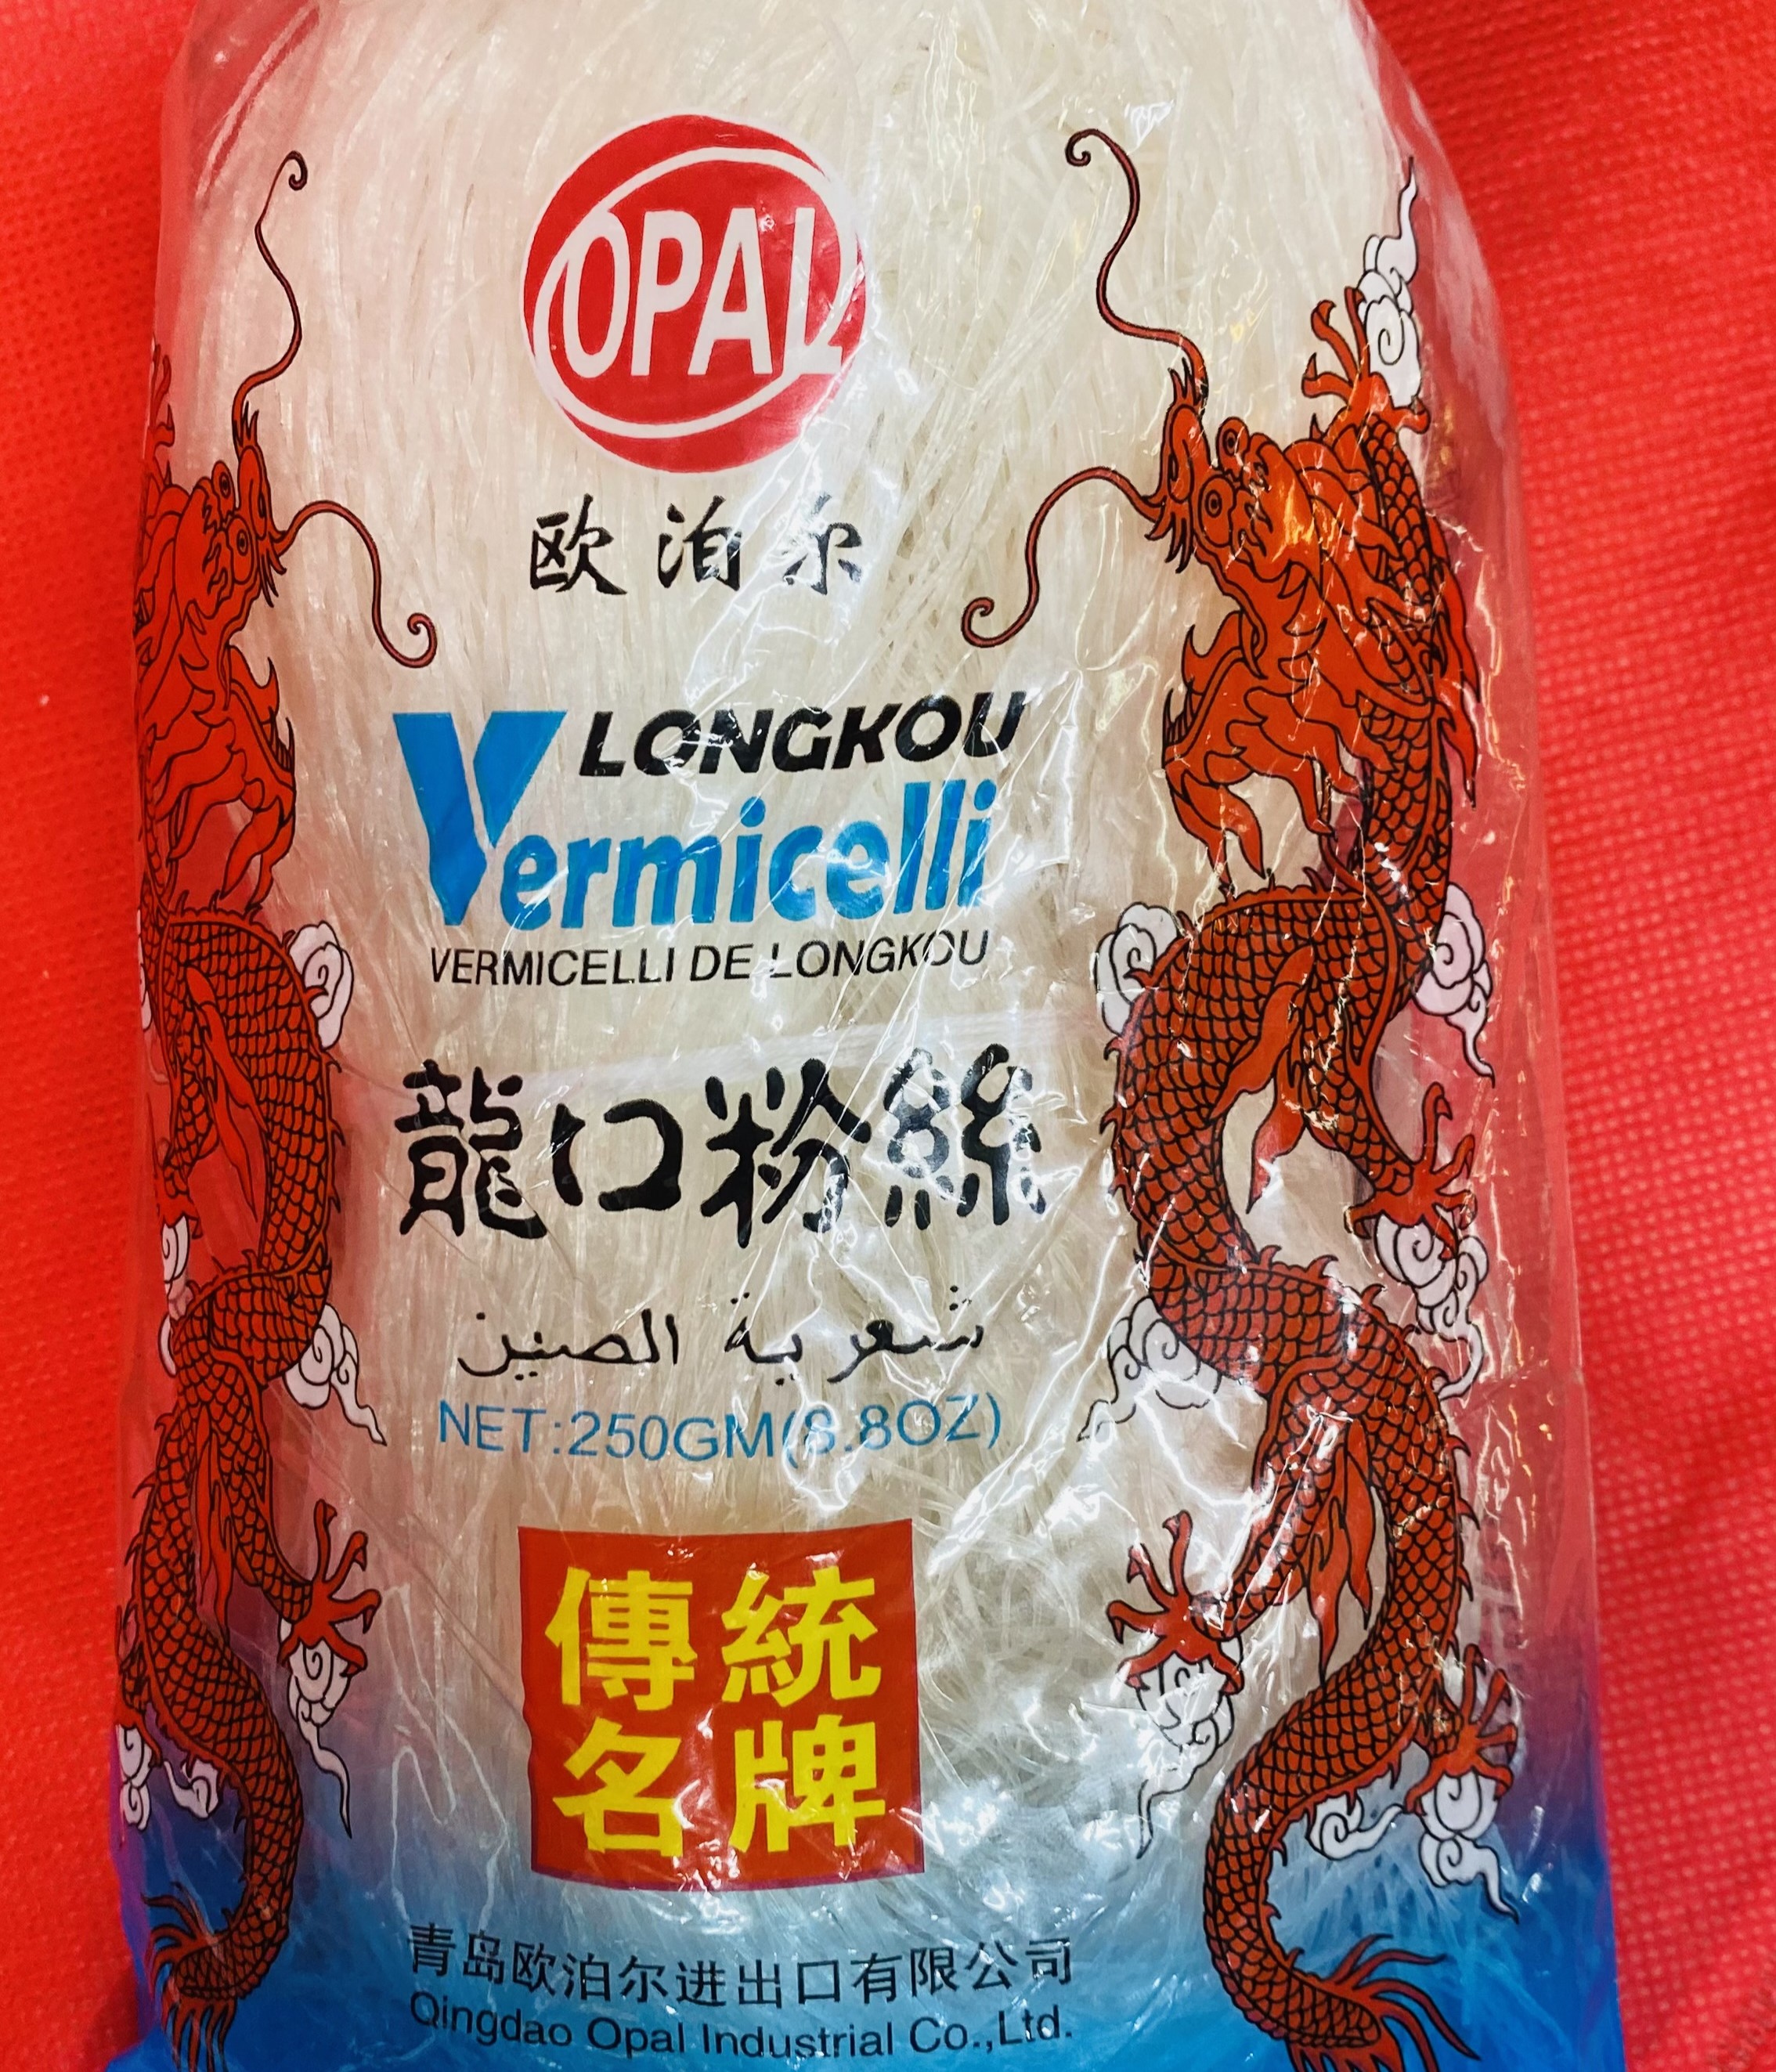 OPAL
欧泊尔
LONGKOU
Vermicelli
VERMICELLI DE LONGKOU
龍口粉絲
شعرية الصنين
NET:250GM(8.8OZ)
傳統
名牌
青岛欧泊尔进出口有限公司
Qingdao Opal Industrial Co.,Ltd.